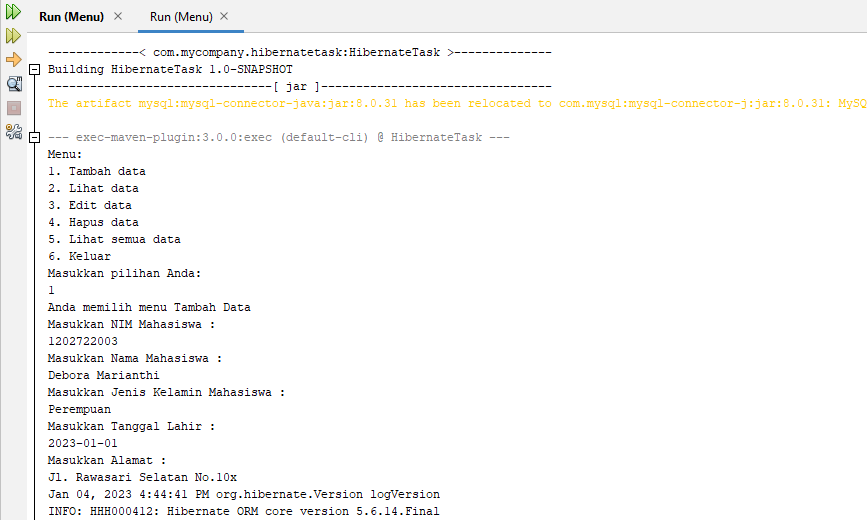 Run (Menu) Run (Menu)
-------------< com.mycompany.hibernatetask:HibernateTask >--------------
Building HibernateTask 1.0-SNAPSHOT
--------------------------------[ jar ]---------------------------------
The artifact mysql:mysql-connector-java:jar:8.0.31 has been relocated to com.mysql:mysql-connector-j:jar:8.0.31: MySQ
--- exec-maven-plugin:3.0.0:exec (default-cli) @ HibernateTask ---
Menu:
1. Tambah data
2. Lihat data
3. Edit data
4. Hapus data
5. Lihat semua data
6. Keluar
Masukkan pilihan Anda:
1
Anda memilih menu Tambah Data
Masukkan NIM Mahasiswa :
1202722003
Masukkan Nama Mahasiswa :
Debora Marianthi
Masukkan Jenis Kelamin Mahasiswa :
Perempuan
Masukkan Tanggal Lahir :
2023-01-01
Masukkan Alamat :
Jl. Rawasari Selatan No.10x
Jan 04, 2023 4:44:41 PM org.hibernate.Version logVersion
INFO: HHH000412: Hibernate ORM core version 5.6.14.Final